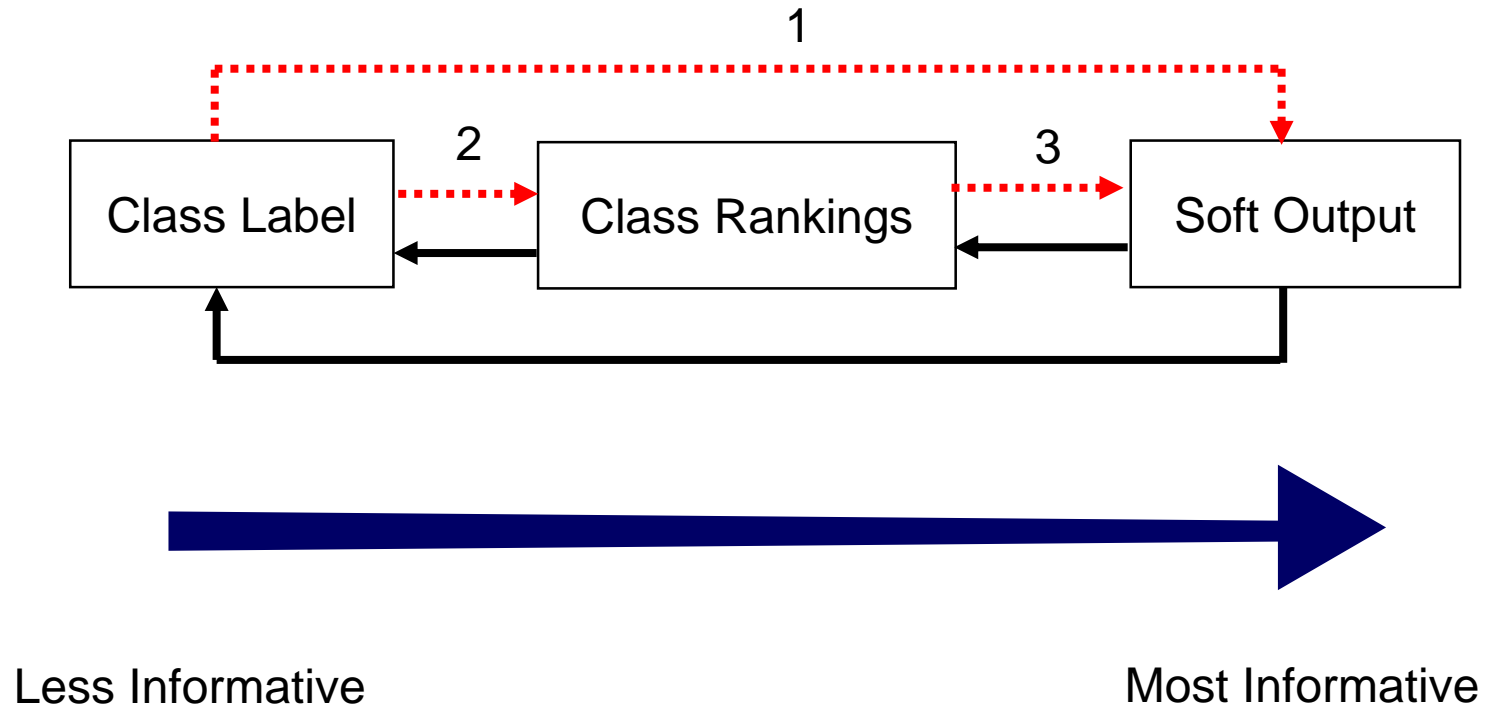 1
2
3
Class Label
Class Rankings
Soft Output
Less Informative
Most Informative